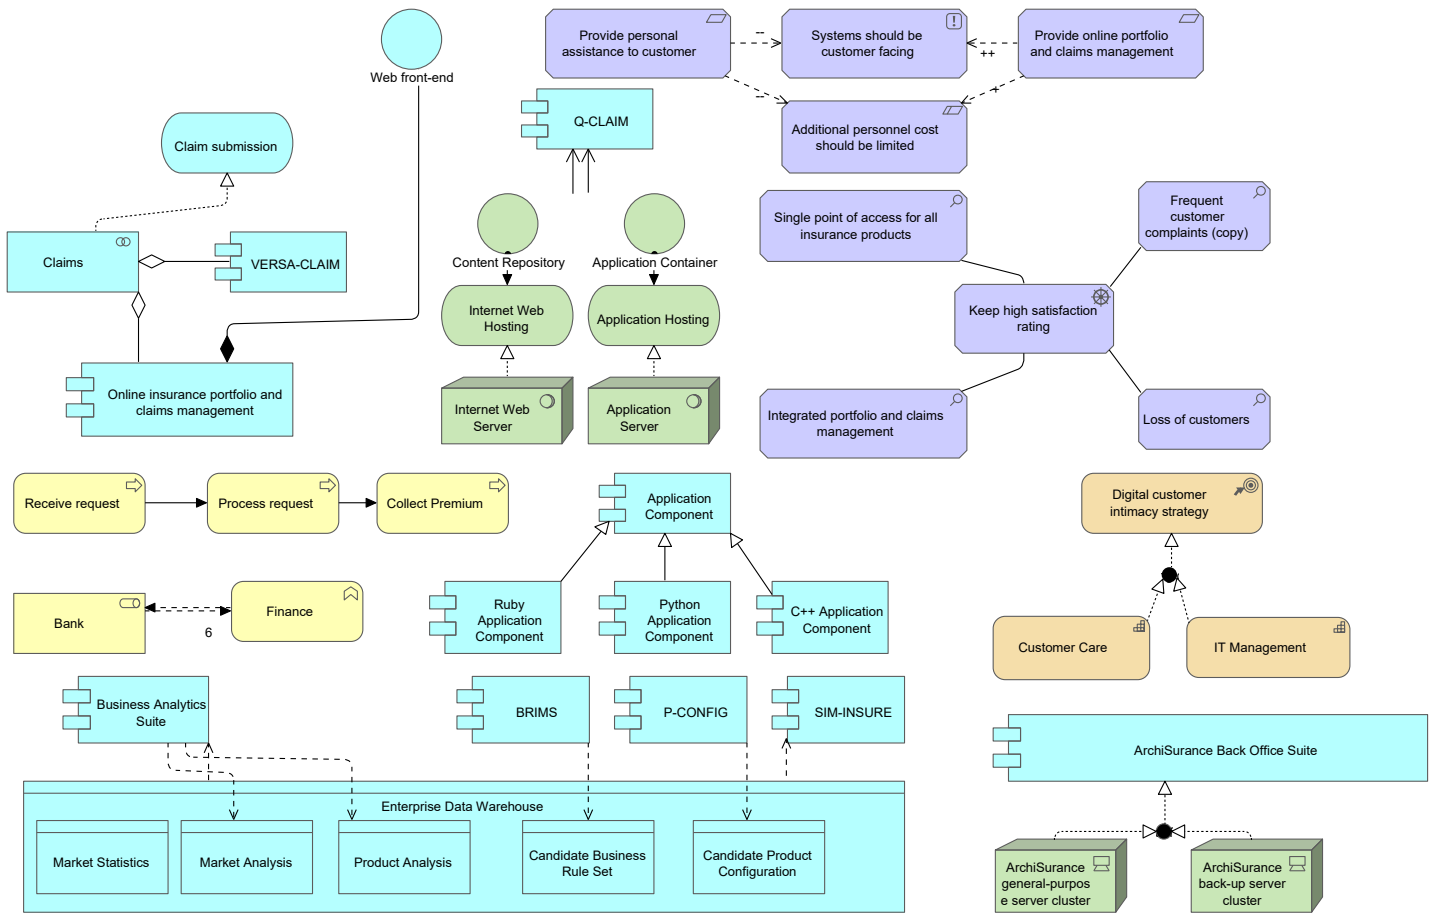 Web front-end
Provide personal
assistance to customer
--
Systems should be
customer facing
!
++
Provide online portfolio
and claims management
--
+
Additional personnel cost
should be limited
Q-CLAIM
Claim submission
Claims
VERSA-CLAIM
Online insurance portfolio and
claims management
Content Repository
Application Container
Internet Web
Hosting
Application Hosting
Internet Web
Server
Application
Server
Single point of access for all
insurance products
Frequent
customer
complaints (copy)
Keep high satisfaction
rating
Integrated portfolio and claims
management
Loss of customers
Receive request
Process request
Collect Premium
Bank
6
Finance
Application
Component
Ruby
Application
Component
Python
Application
Component
C++ Application
Component
Digital customer
intimacy strategy
Customer Care
IT Management
Business Analytics
Suite
BRIMS
P-CONFIG
SIM-INSURE
Enterprise Data Warehouse
Market Statistics
Market Analysis
Product Analysis
Candidate Business
Rule Set
Candidate Product
Configuration
ArchiSurance Back Office Suite
ArchiSurance
general-purpos
e server cluster
ArchiSurance
back-up server
cluster